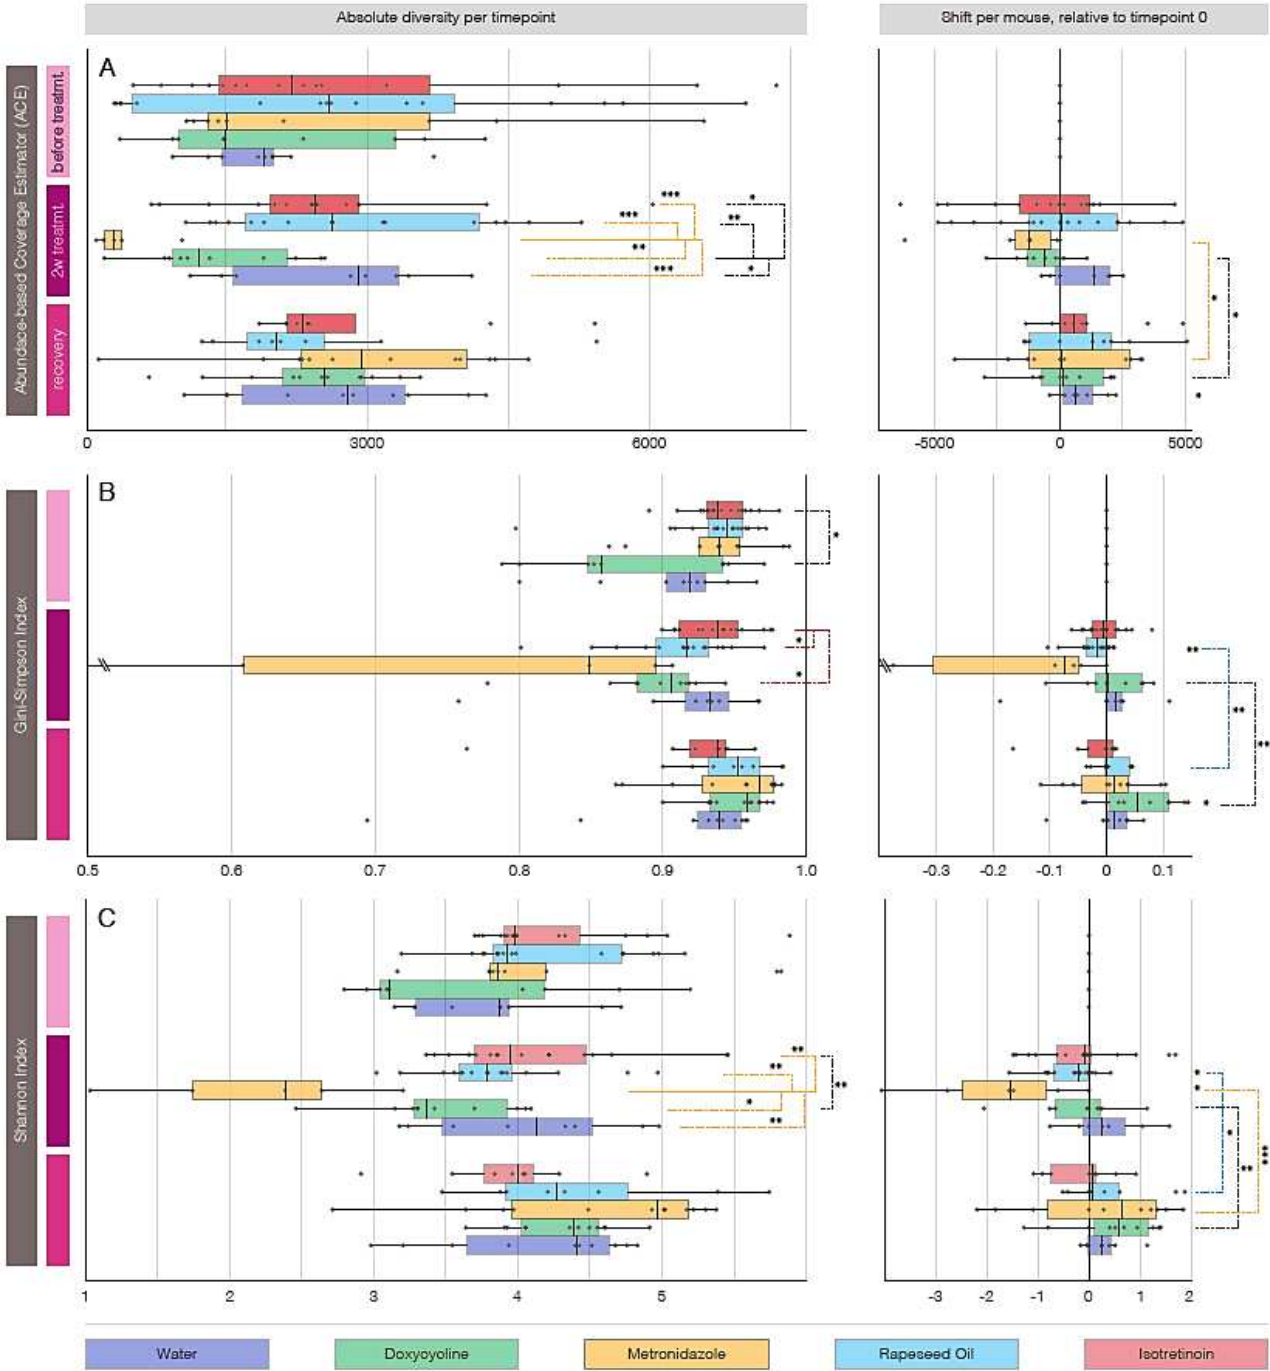 Absolute diversity per timepoint
Shift per mouse, relative to timepoint 0
A
Abundace-based Coverage Estimator (ACE)
before treatmt.
2w treatmt.
recovery
***
***
**
***
*
**
*
*
*
*
0 3000 6000
-5000 0 5000
B
Gini-Simpson Index
*
*
*
**
**
**
*
0.5 0.6 0.7 0.8 0.9 1.0
-0.3 -0.2 -0.1 0 0.1
C
Shannon Index
**
**
*
**
**
*
*
*
**
***
1 2 3 4 5
-3 -2 -1 0 1 2
Water
Doxyoyoline
Metronidazole
Rapeseed Oil
Isotretinoin